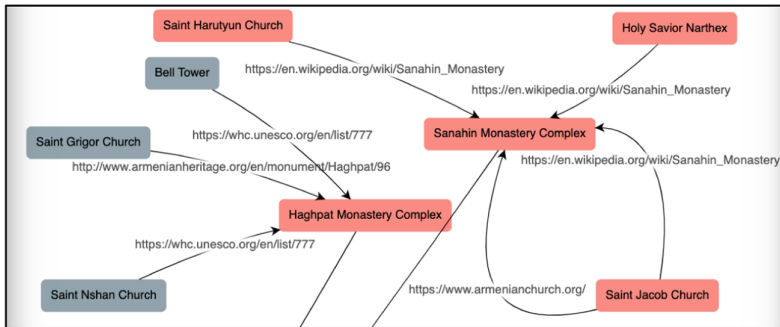 Saint Harutyun Church
Holy Savior Narthex
https://en.wikipedia.org/wiki/Sanahin_Monastery
Bell Tower
https://en.wikipedia.org/wiki/Sanahin_Monastery
https://whc.unesco.org/en/list/777
Sanahin Monastery Complex
Saint Grigor Church
https://en.wikipedia.org/wiki/Sanahin_Monastery
http://www.armenianheritage.org/en/monument/Haghpat/96
Haghpat Monastery Complex
https://whc.unesco.org/en/list/777
https://www.armenianchurch.org/
Saint Nshan Church
Saint Jacob Church